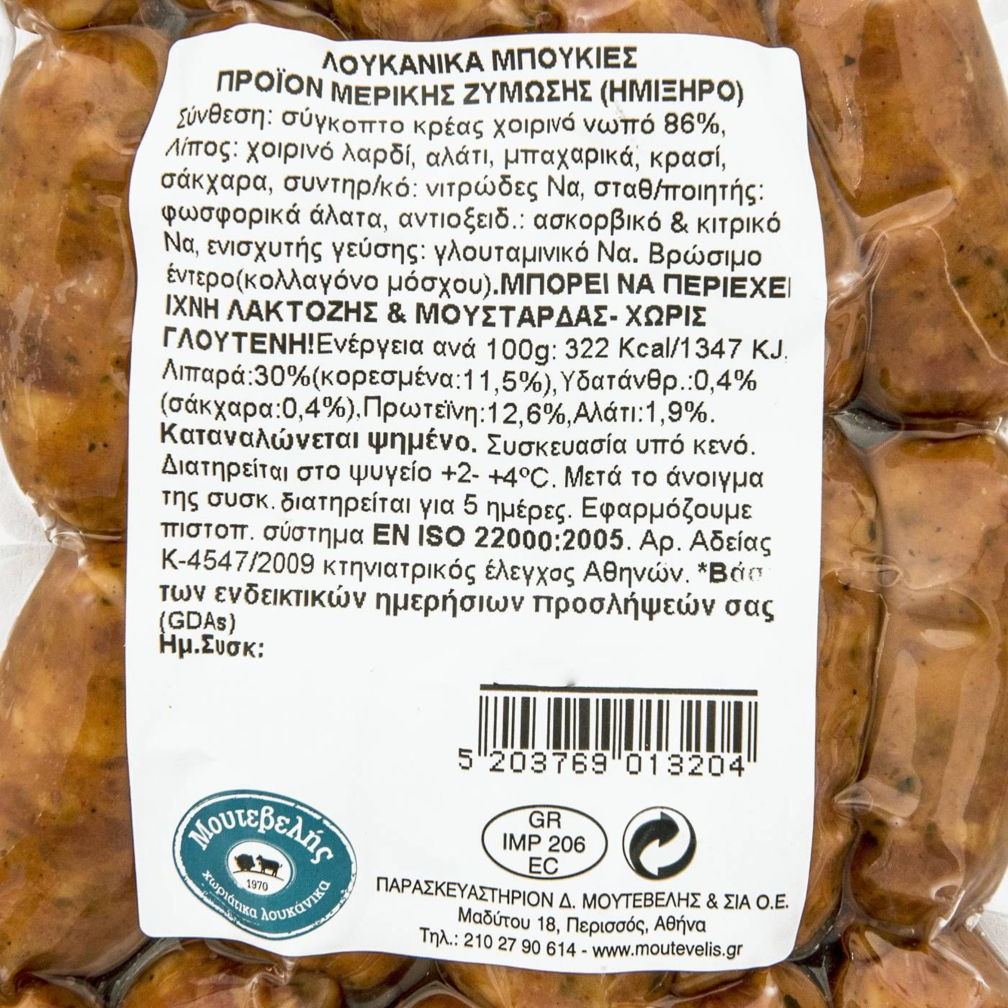 ΛΟΥΚΑΝΙΚΑ ΜΠΟΥΚΙΕΣ
ΠΡΟΪΟΝ ΜΕΡΙΚΗΣ ΖΥΜΩΣΗΣ (ΗΜΙΞΗΡΟ)
Σύνθεση: σύγκοπτο κρέας χοιρινό νωπό 86%,
Λίπος: χοιρινό λαρδί, αλάτι, μπαχαρικά, κρασί,
σάκχαρα, συντηρ/κό: νιτρώδες Na, σταθ/ποιητής:
φωσφορικά άλατα, αντιοξειδ.: ασκορβικό & κιτρικό
Na, ενισχυτής γεύσης: γλουταμινικό Na. Βρώσιμο
έντερο(κολλαγόνο μόσχου).ΜΠΟΡΕΙ ΝΑ ΠΕΡΙΕΧΕΙ
ΙΧΝΗ ΛΑΚΤΟΖΗΣ & ΜΟΥΣΤΑΡΔΑΣ- ΧΩΡΙΣ
ΓΛΟΥΤΕΝΗ!Ενέργεια ανά 100g: 322 Kcal/1347 KJ,
Λιπαρά:30%(κορεσμένα:11,5%),Υδατάνθρ.:0,4%
(σάκχαρα:0,4%),Πρωτεΐνη:12,6%,Αλάτι:1,9%.
Καταναλώνεται ψημένο. Συσκευασία υπό κενό.
Διατηρείται στο ψυγείο +2- +4°C. Μετά το άνοιγμα
της συσκ. διατηρείται για 5 ημέρες. Εφαρμόζουμε
πιστοπ. σύστημα EN ISO 22000:2005. Αρ. Αδείας
Κ-4547/2009 κτηνιατρικός έλεγχος Αθηνών. *Βάσ
των ενδεικτικών ημερήσιων προσλήψεών σας
(GDAs)
Ημ.Συσκ:
5 203769 013204
Μουτεβελής
1970
χωριάτικα λουκάνικα
GR
IMP 206
EC
ΠΑΡΑΣΚΕΥΑΣΤΗΡΙΟΝ Δ. ΜΟΥΤΕΒΕΛΗΣ & ΣΙΑ Ο.Ε.
Μαδύτου 18, Περισσός, Αθήνα
Τηλ.: 210 27 90 614 - www.moutevelis.gr